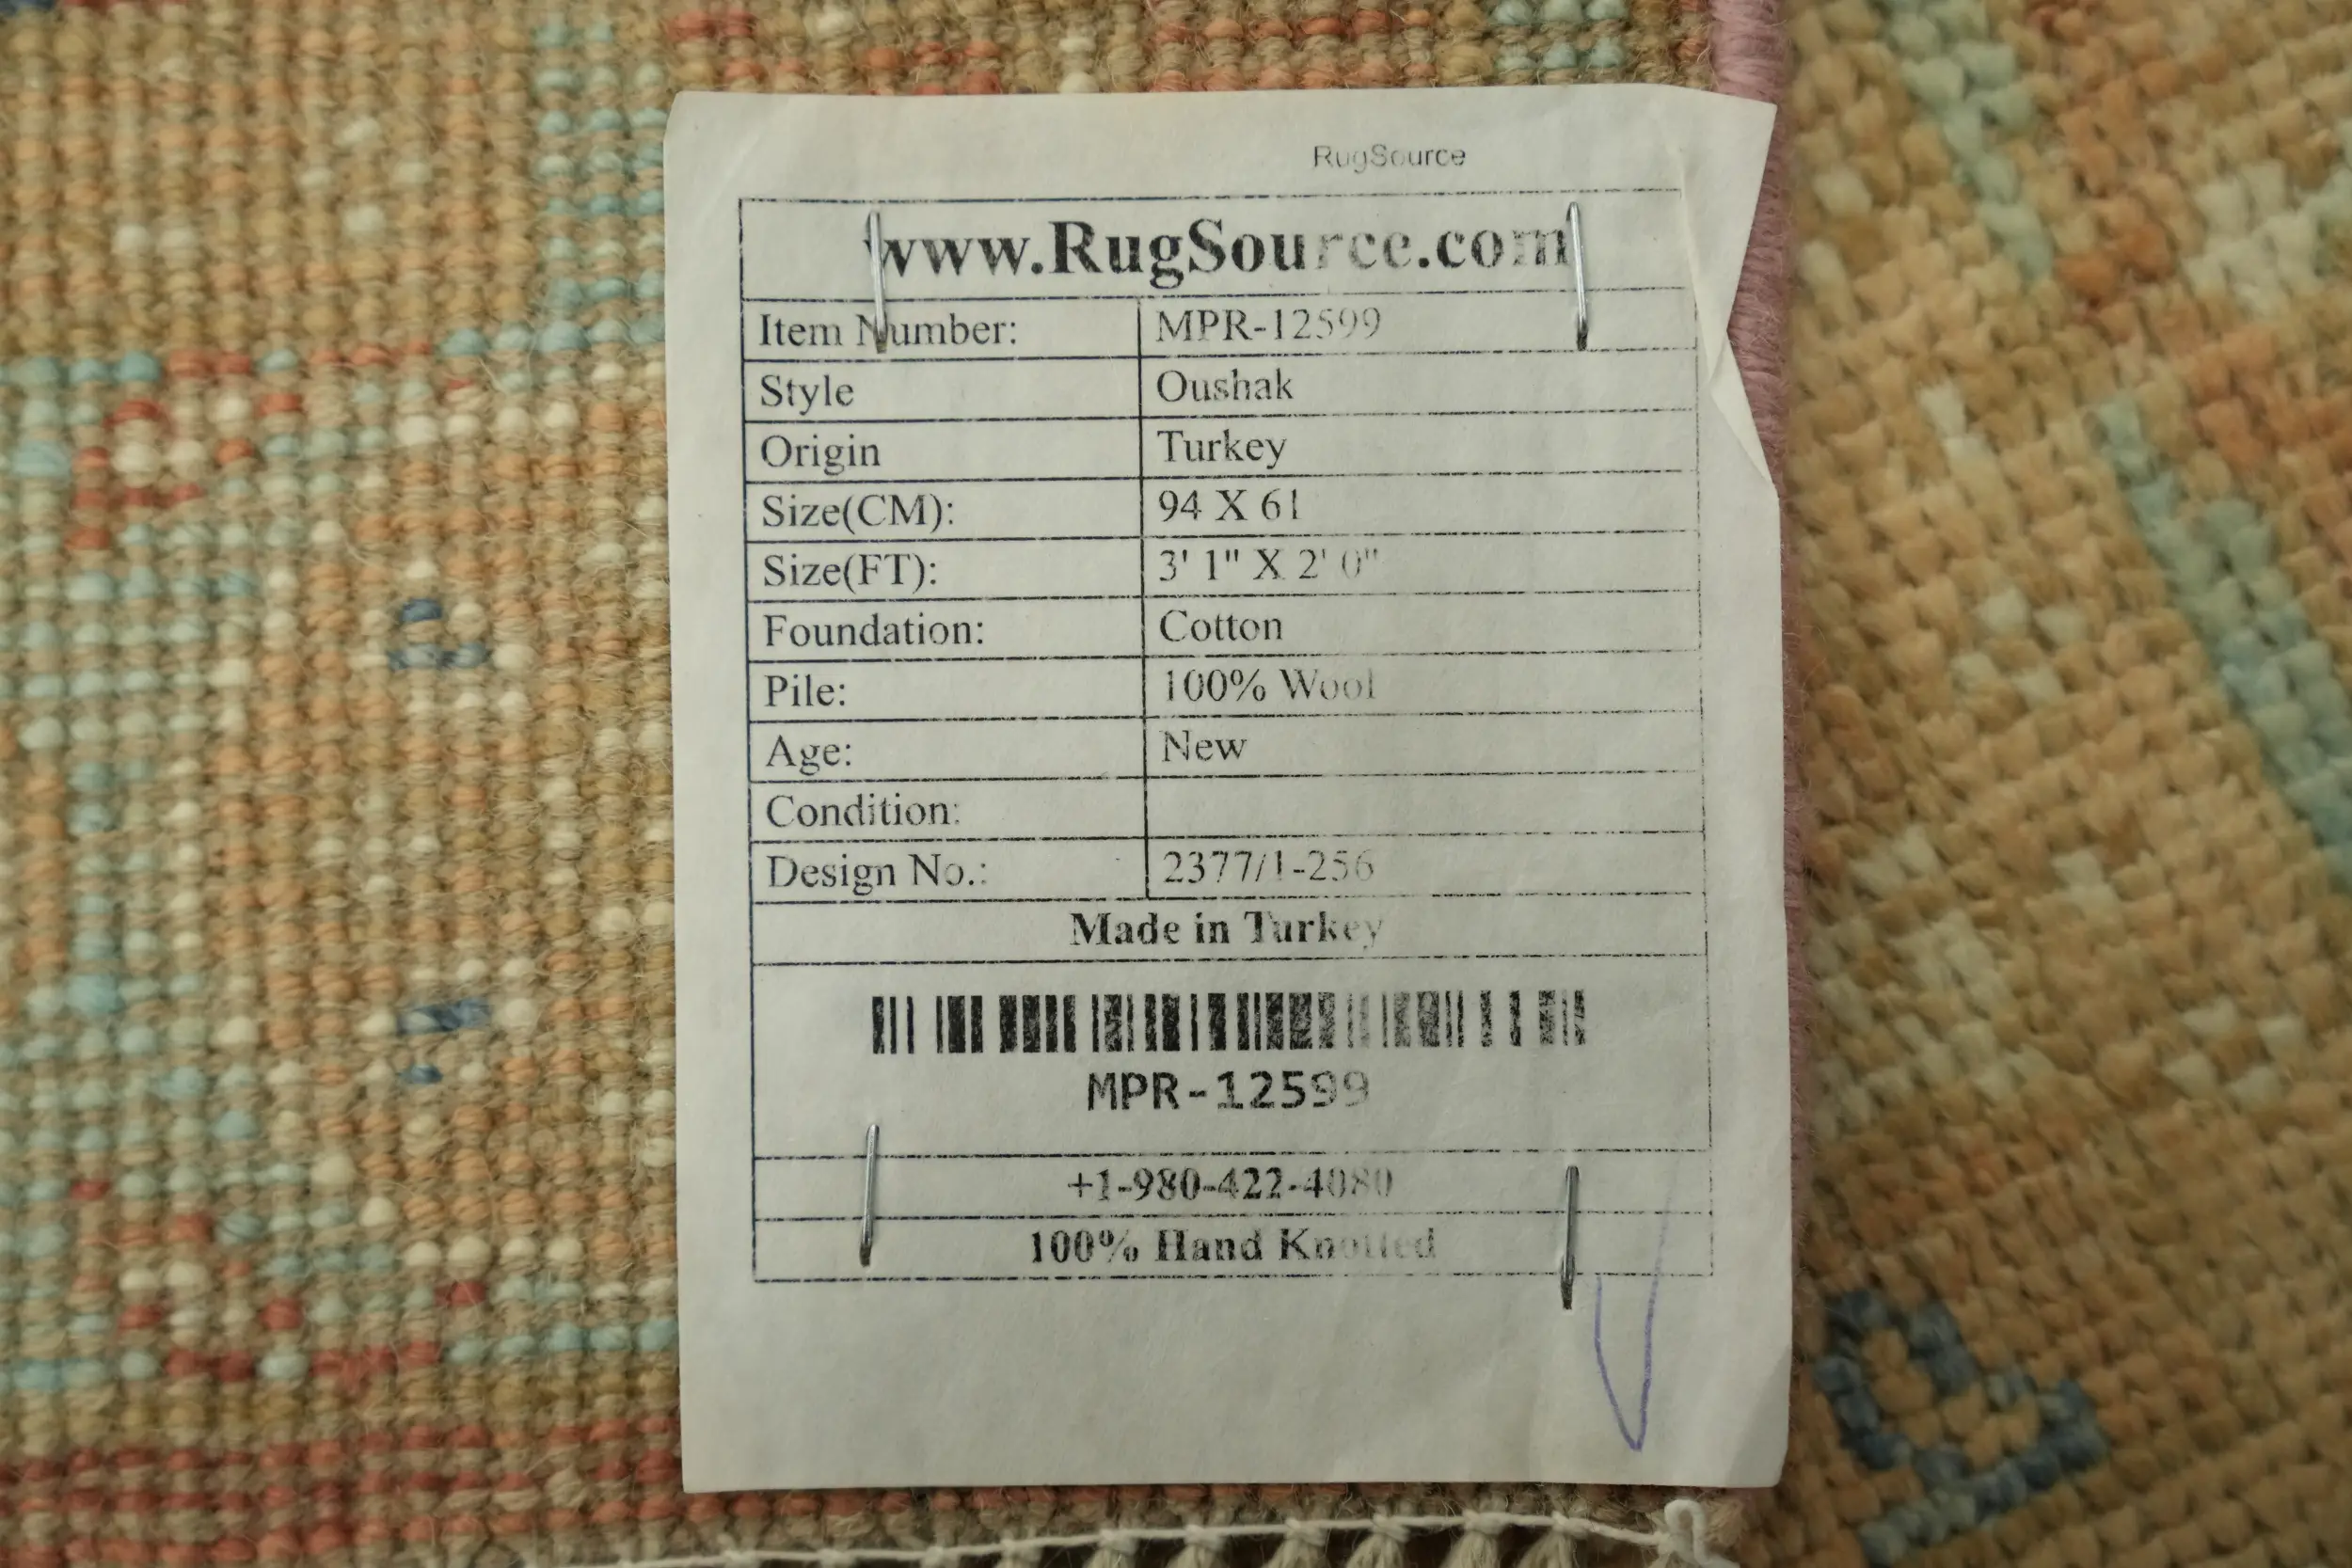 RugSource
www.RugSource.com
Item Number: MPR-12599
Style Oushak
Origin Turkey
Size(CM): 94 X 61
Size(FT): 3' 1" X 2' 0"
Foundation: Cotton
Pile: 100% Wool
Age: New
Condition:
Design No.: 2377/1-256
Made in Turkey
MPR-12599
+1-980-422-4080
100% Hand Knotted